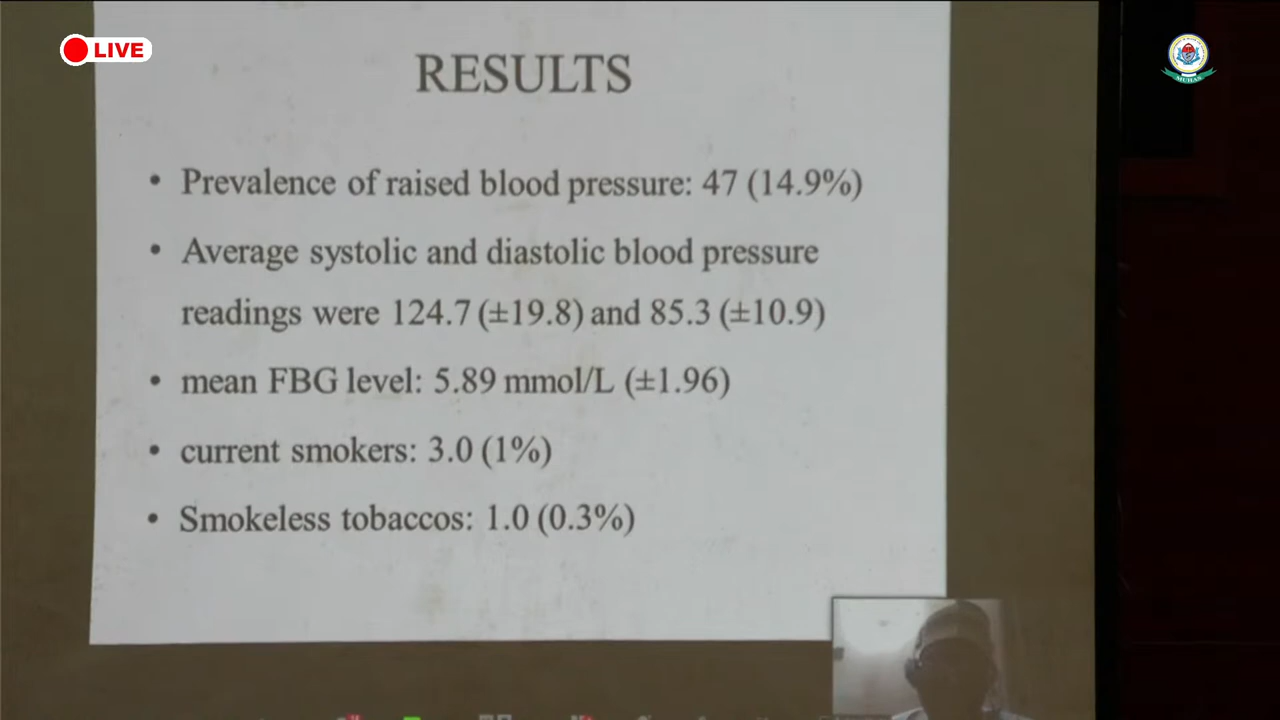 LIVE
MUHAS
RESULTS
• Prevalence of raised blood pressure: 47 (14.9%)
• Average systolic and diastolic blood pressure
readings were 124.7 (±19.8) and 85.3 (±10.9)
• mean FBG level: 5.89 mmol/L (±1.96)
• current smokers: 3.0 (1%)
• Smokeless tobaccos: 1.0 (0.3%)